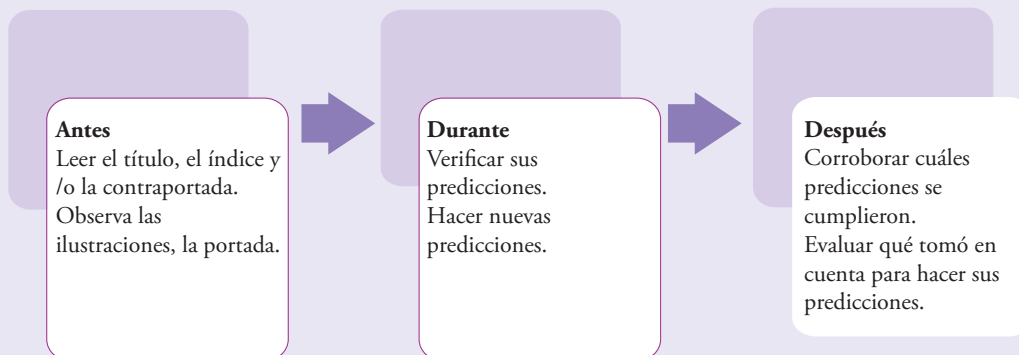 Antes
Leer el título, el índice y
/o la contraportada.
Observa las
ilustraciones, la portada.
Durante
Verificar sus
predicciones.
Hacer nuevas
predicciones.
Después
Corroborar cuáles
predicciones se
cumplieron.
Evaluar qué tomó en
cuenta para hacer sus
predicciones.